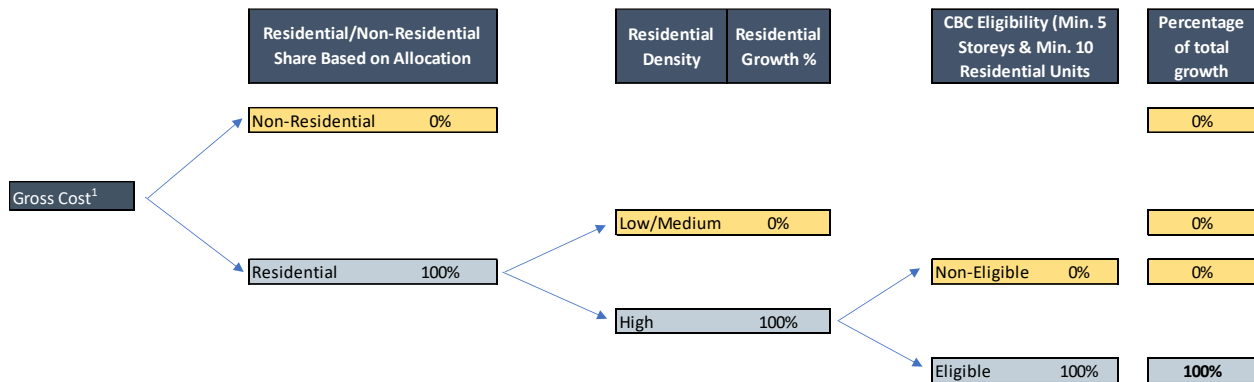 Residential/Non-Residential
Share Based on Allocation
Residential
Density
Residential
Growth %
CBC Eligibility (Min. 5
Storeys & Min. 10
Residential Units
Percentage
of total
growth
Non-Residential 0%
0%
Gross Cost¹
Low/Medium 0%
0%
Residential 100%
Non-Eligible 0%
0%
High 100%
Eligible 100%
100%